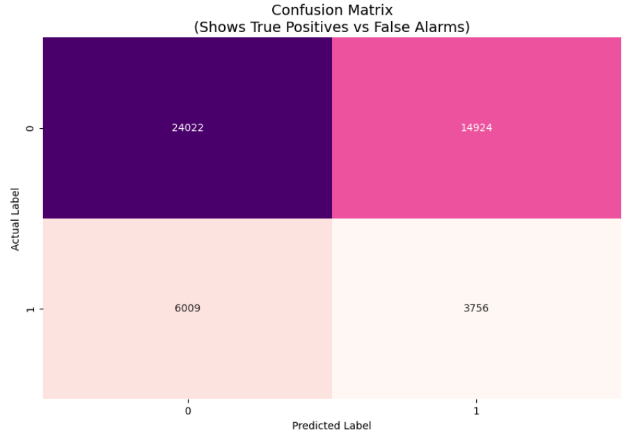 Confusion Matrix
(Shows True Positives vs False Alarms)
Actual Label
0
24022
14924
1
6009
3756
0
1
Predicted Label